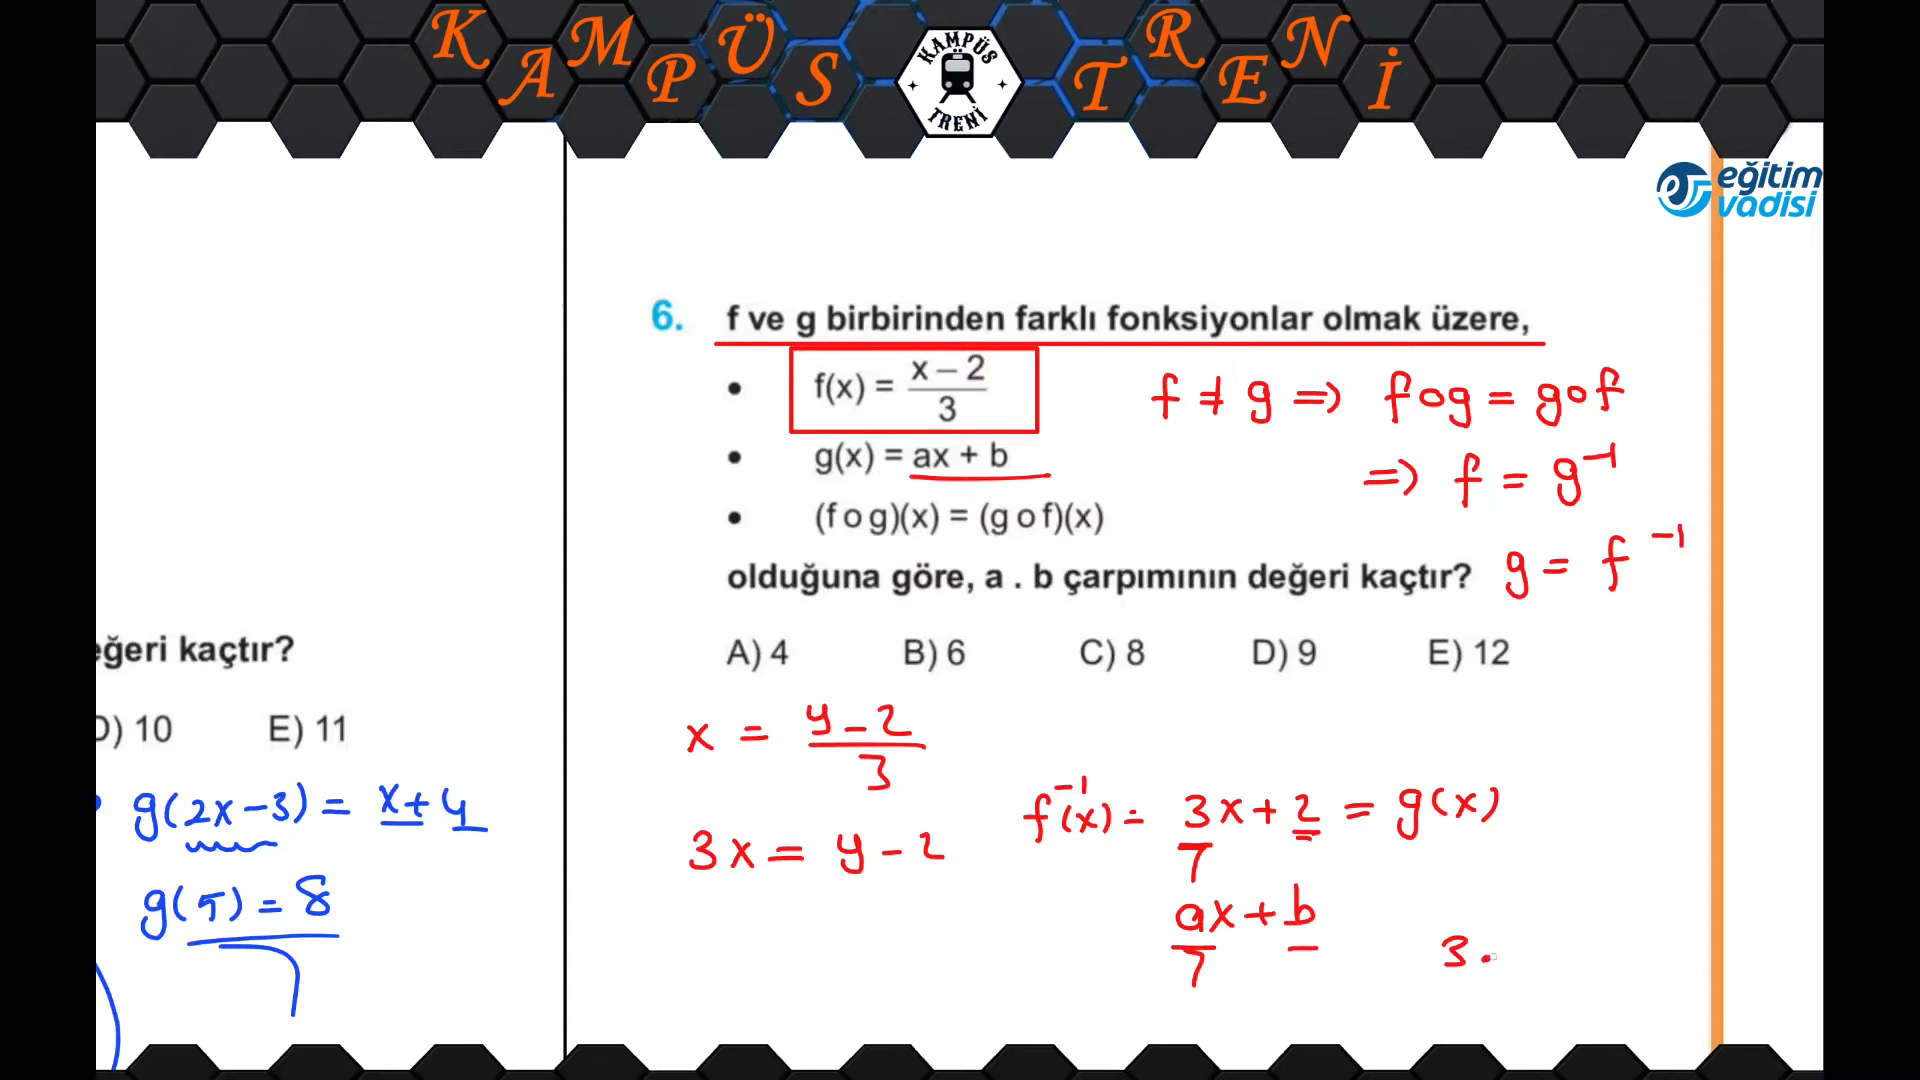 KAMPÜS TRENİ
KAMPÜS
TRENİ
eğitim
vadisi
6. f ve g birbirinden farklı fonksiyonlar olmak üzere,
• f(x) = (x – 2)/3
f ≠ g ⇒ fog = gof
• g(x) = ax + b
⇒ f = g⁻¹
• (f o g)(x) = (g o f)(x)
g = f⁻¹
olduğuna göre, a . b çarpımının değeri kaçtır?
A) 4 B) 6 C) 8 D) 9 E) 12
x = (y – 2)/3
3x = y – 2
f⁻¹(x) = 3x + 2 = g(x)
ax + b
3 .
eğeri kaçtır?
D) 10 E) 11
g(2x – 3) = x + 4
g(5) = 8